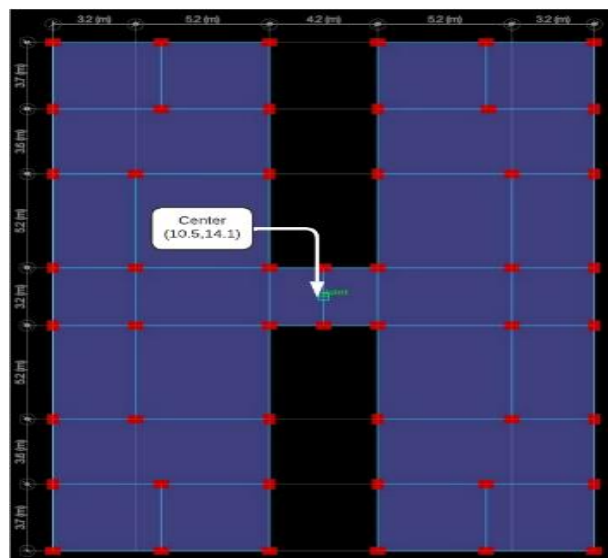 3.2 (m) 5.2 (m) 4.2 (m) 5.2 (m) 3.2 (m)
3.7 (m)
3.6 (m)
5.2 (m)
Center
(10.5,14.1)
3.2 (m)
5.2 (m)
3.6 (m)
3.7 (m)